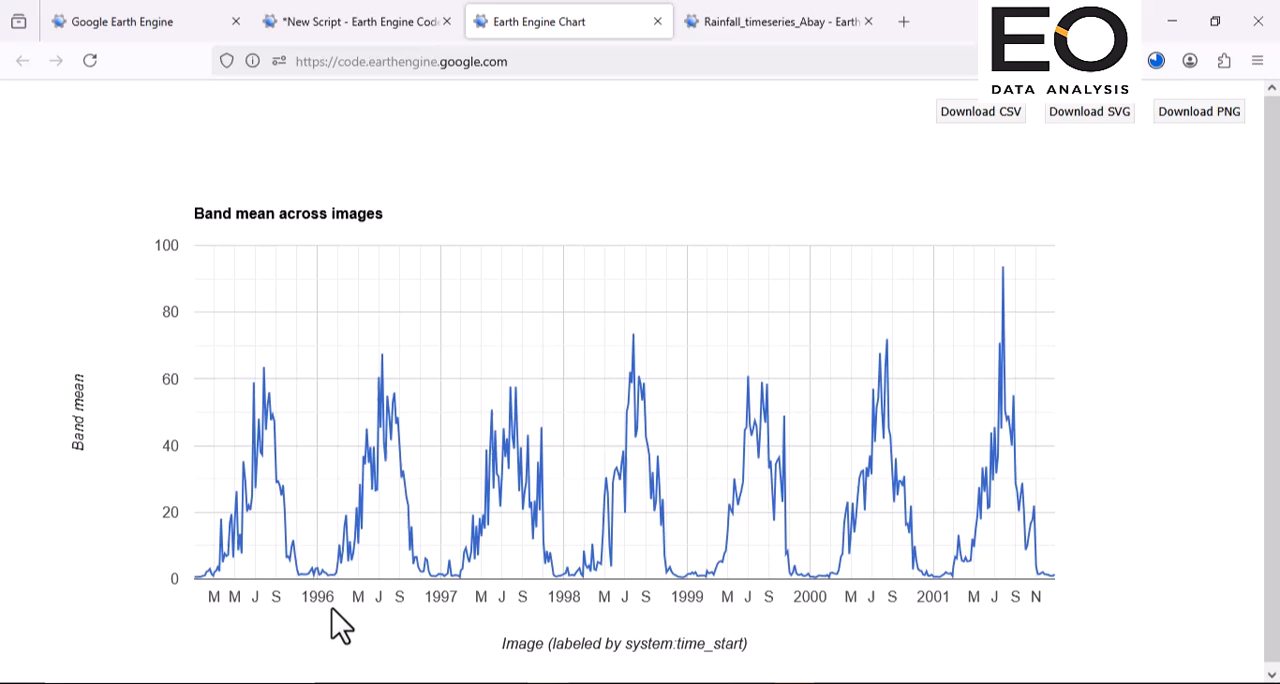 Google Earth Engine
"New Script - Earth Engine Cod
Earth Engine Chart
Rainfall_timeseries_Abay - Earth
EO
DATA ANALYSIS
https://code.earthengine.google.com
Download CSV
Download SVG
Download PNG
Band mean across images
100
80
60
40
20
0
Band mean
M M J S 1996 M J S 1997 M J S 1998 M J S 1999 M J S 2000 M J S 2001 M J S N
Image (labeled by system:time_start)